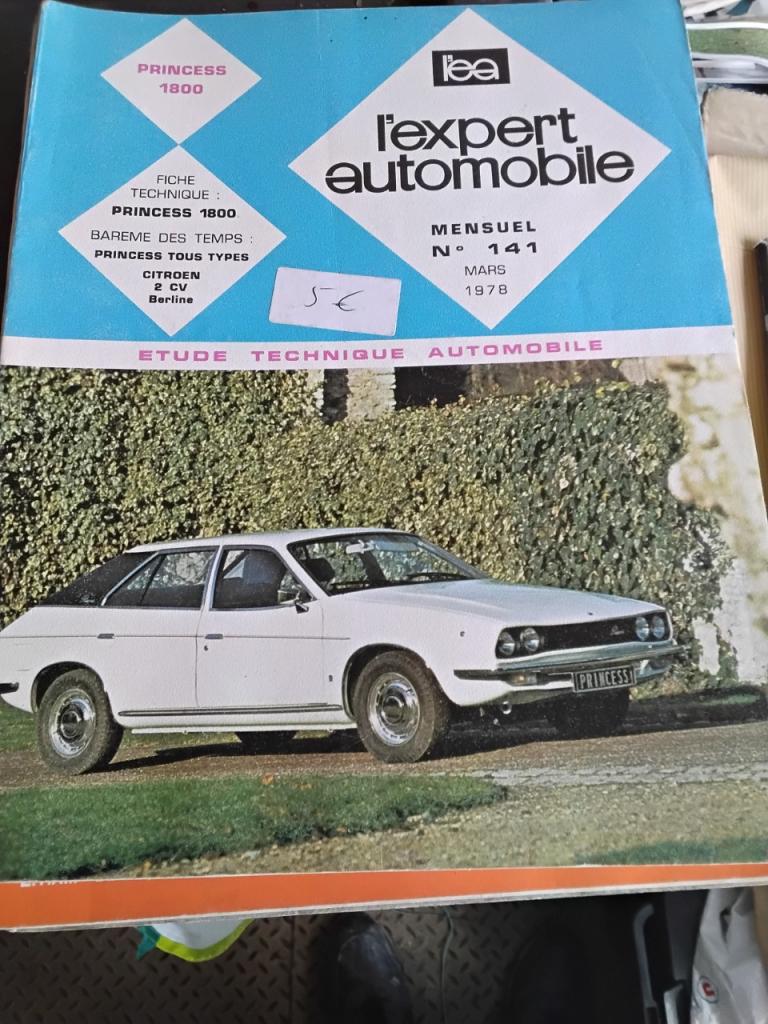 PRINCESS
1800
FICHE
TECHNIQUE :
PRINCESS 1800
BAREME DES TEMPS :
PRINCESS TOUS TYPES
CITROEN
2 CV
Berline
l'ea
l'expert
automobile
MENSUEL
N° 141
MARS
1978
5 €
ETUDE TECHNIQUE AUTOMOBILE
PRINCESS